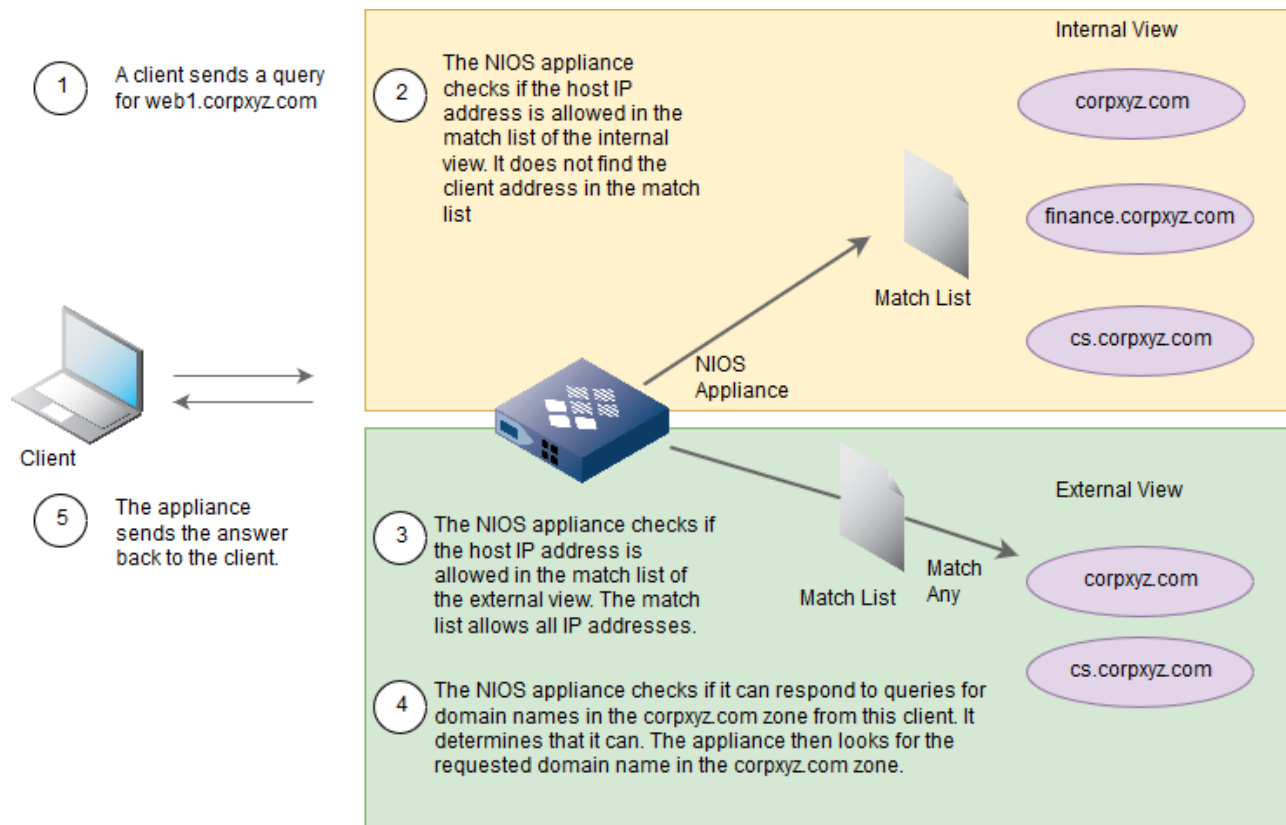 1
A client sends a query
for web1.corpxyz.com
2
The NIOS appliance
checks if the host IP
address is allowed in the
match list of the internal
view. It does not find the
client address in the match
list
Internal View
corpxyz.com
finance.corpxyz.com
cs.corpxyz.com
Match List
NIOS
Appliance
Client
5
The appliance
sends the answer
back to the client.
3
The NIOS appliance checks if
the host IP address is
allowed in the match list of
the external view. The match
list allows all IP addresses.
Match List
Match
Any
External View
corpxyz.com
cs.corpxyz.com
4
The NIOS appliance checks if it can respond to queries for
domain names in the corpxyz.com zone from this client. It
determines that it can. The appliance then looks for the
requested domain name in the corpxyz.com zone.